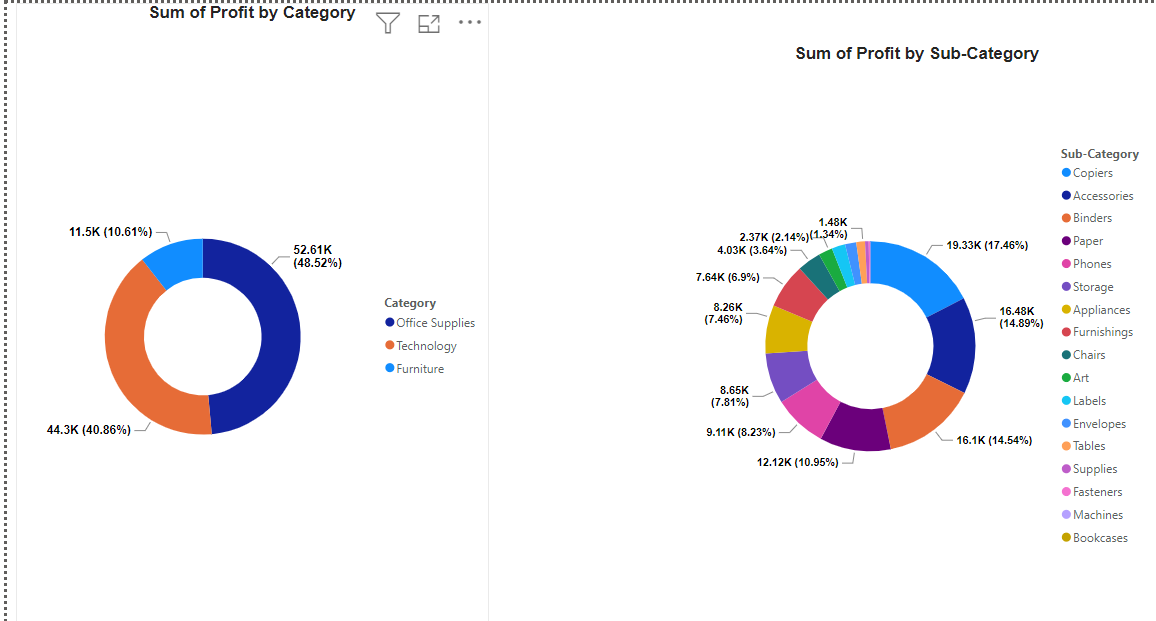 Sum of Profit by Category
11.5K (10.61%)
52.61K
(48.52%)
44.3K (40.86%)
Category
Office Supplies
Technology
Furniture
Sum of Profit by Sub-Category
1.48K
(1.34%)
2.37K (2.14%)
4.03K (3.64%)
7.64K (6.9%)
8.26K
(7.46%)
8.65K
(7.81%)
9.11K (8.23%)
12.12K (10.95%)
19.33K (17.46%)
16.48K
(14.89%)
16.1K (14.54%)
Sub-Category
Copiers
Accessories
Binders
Paper
Phones
Storage
Appliances
Furnishings
Chairs
Art
Labels
Envelopes
Tables
Supplies
Fasteners
Machines
Bookcases